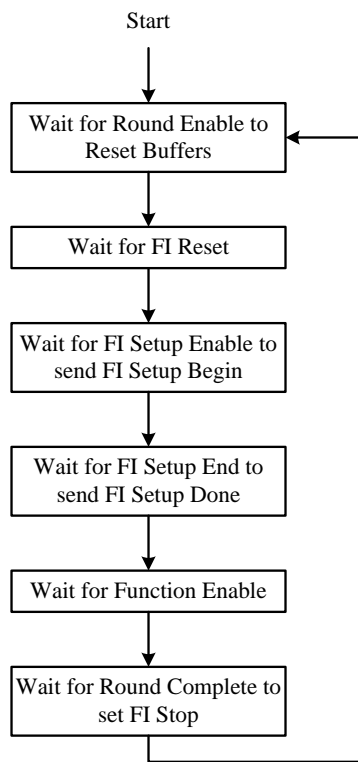 Start
Wait for Round Enable to
Reset Buffers
Wait for FI Reset
Wait for FI Setup Enable to
send FI Setup Begin
Wait for FI Setup End to
send FI Setup Done
Wait for Function Enable
Wait for Round Complete to
set FI Stop